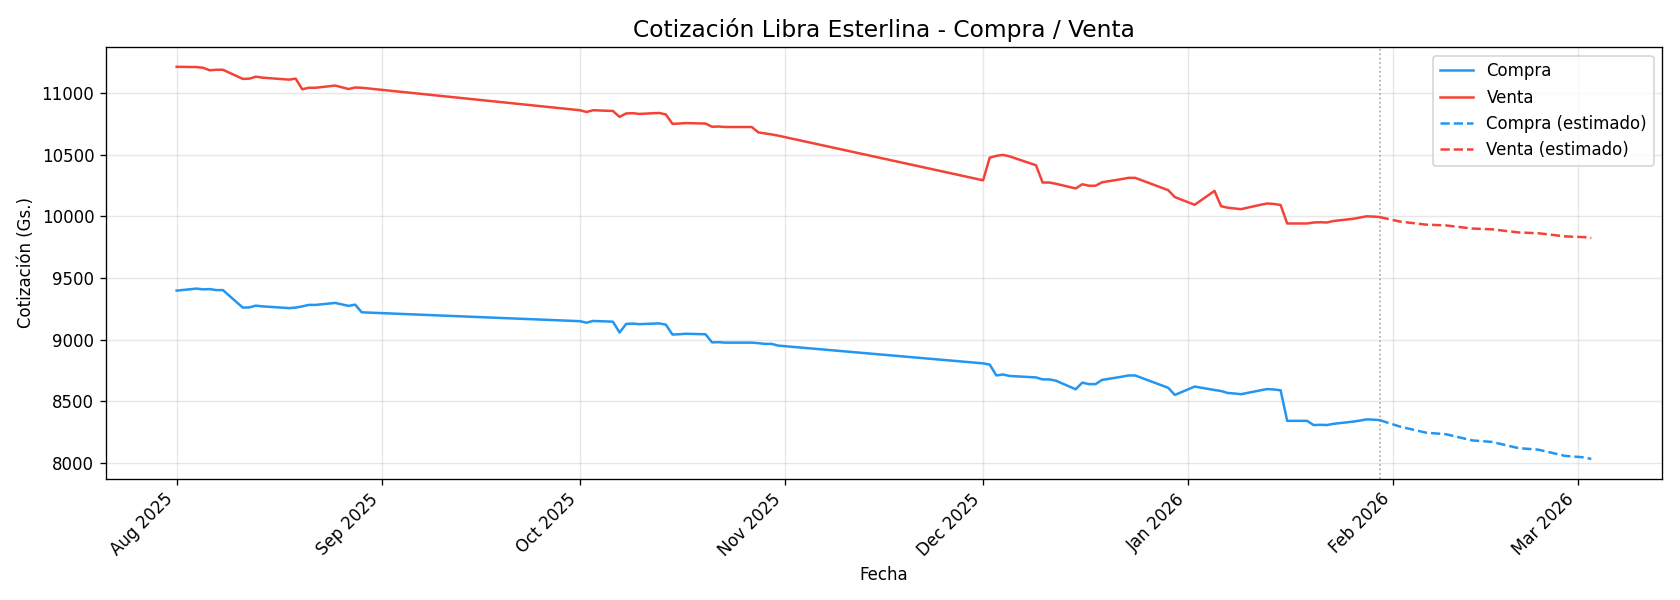 Cotización Libra Esterlina - Compra / Venta
Compra
Venta
Compra (estimado)
Venta (estimado)
Cotización (Gs.)
11000
10500
10000
9500
9000
8500
8000
Aug 2025
Sep 2025
Oct 2025
Nov 2025
Dec 2025
Jan 2026
Feb 2026
Mar 2026
Fecha